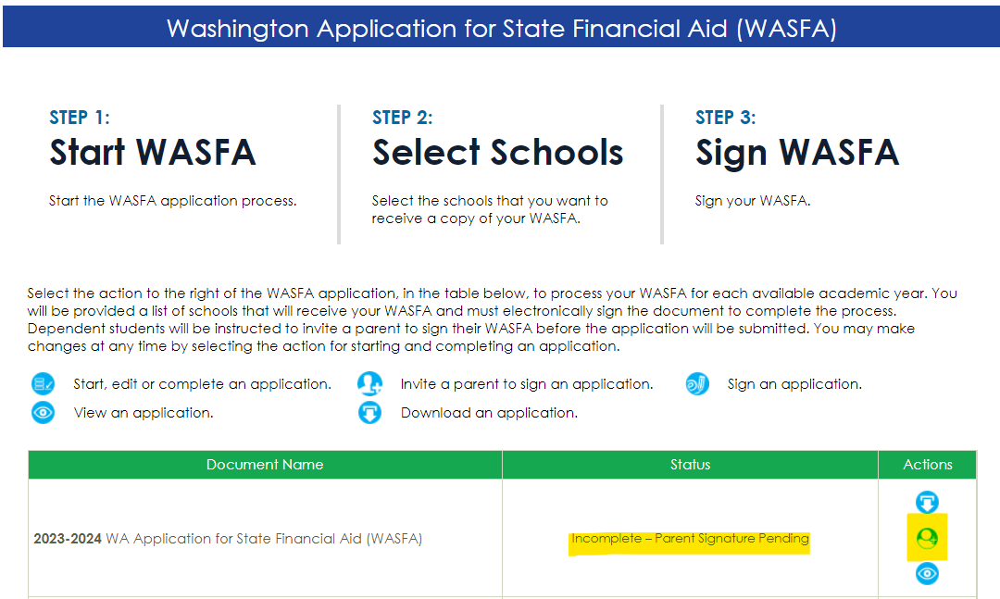 Washington Application for State Financial Aid (WASFA)
STEP 1:
Start WASFA
Start the WASFA application process.
STEP 2:
Select Schools
Select the schools that you want to
receive a copy of your WASFA.
STEP 3:
Sign WASFA
Sign your WASFA.
Select the action to the right of the WASFA application, in the table below, to process your WASFA for each available academic year. You
will be provided a list of schools that will receive your WASFA and must electronically sign the document to complete the process.
Dependent students will be instructed to invite a parent to sign their WASFA before the application will be submitted. You may make
changes at any time by selecting the action for starting and completing an application.
Start, edit or complete an application.
Invite a parent to sign an application.
Sign an application.
View an application.
Download an application.
Document Name
Status
Actions
2023-2024 WA Application for State Financial Aid (WASFA)
Incomplete – Parent Signature Pending